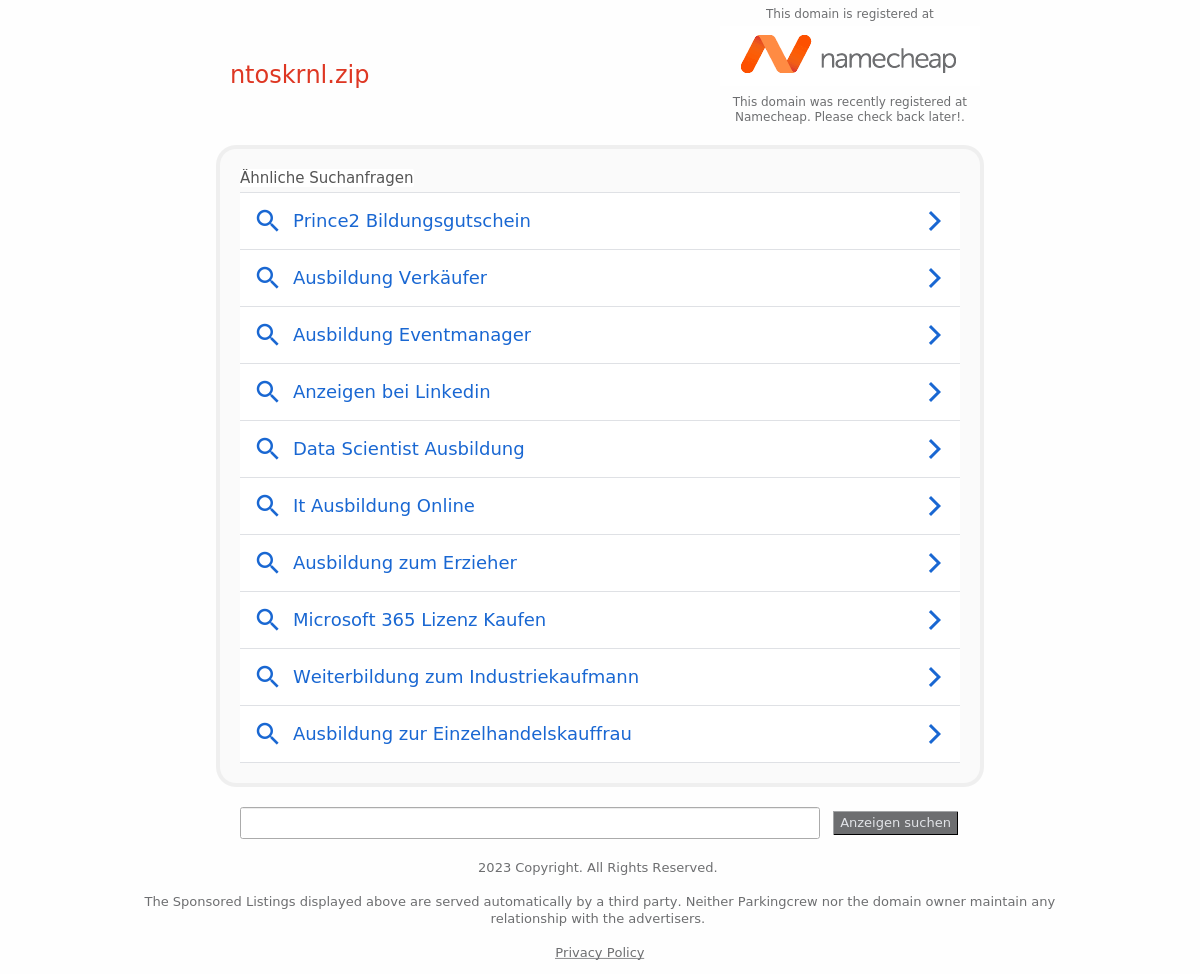 This domain is registered at
namecheap
ntoskrnl.zip
This domain was recently registered at
Namecheap. Please check back later!.
Ähnliche Suchanfragen
Prince2 Bildungsgutschein
Ausbildung Verkäufer
Ausbildung Eventmanager
Anzeigen bei Linkedin
Data Scientist Ausbildung
It Ausbildung Online
Ausbildung zum Erzieher
Microsoft 365 Lizenz Kaufen
Weiterbildung zum Industriekaufmann
Ausbildung zur Einzelhandelskauffrau
Anzeigen suchen
2023 Copyright. All Rights Reserved.
The Sponsored Listings displayed above are served automatically by a third party. Neither Parkingcrew nor the domain owner maintain any
relationship with the advertisers.
Privacy Policy